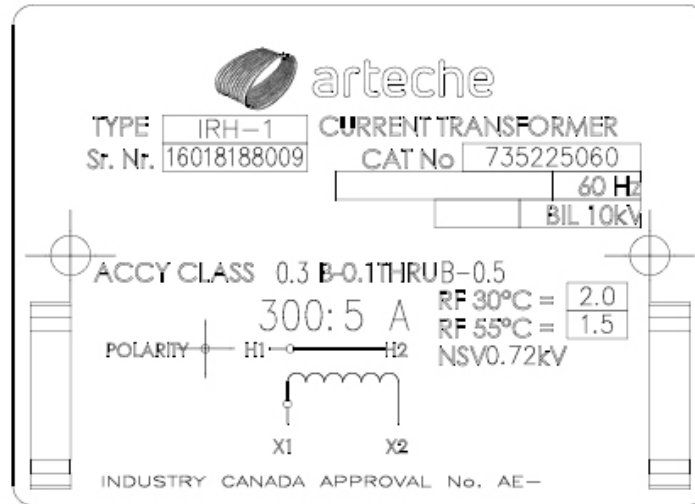 arteche
TYPE IRH-1 CURRENT TRANSFORMER
Sr. Nr. 16018188009 CAT No 735225060
60 Hz
BIL 10kV
ACCY CLASS 0.3 B-0.1THRU B-0.5
300:5 A
RF 30°C = 2.0
RF 55°C = 1.5
NSV0.72kV
POLARITY H1 H2
X1 X2
INDUSTRY CANADA APPROVAL No. AE-